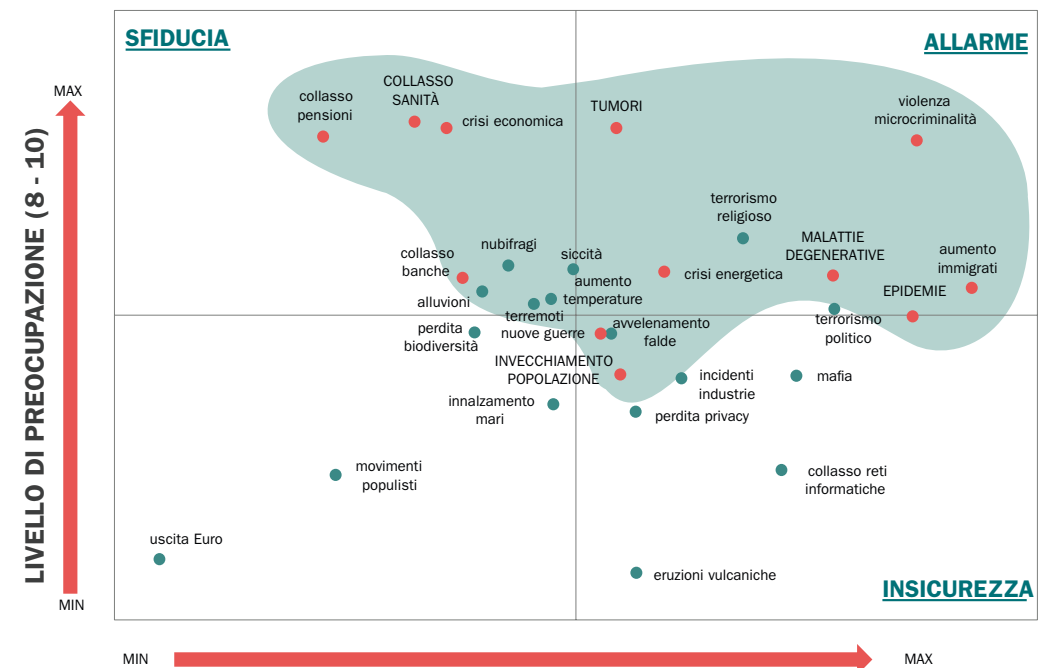 SFIDUCIA
ALLARME
MAX
LIVELLO DI PREOCCUPAZIONE (8 - 10)
COLLASSO
SANITÀ
collasso
pensioni
crisi economica
TUMORI
violenza
microcriminalità
terrorismo
religioso
nubifragi
collasso
banche
siccità
MALATTIE
DEGENERATIVE
aumento
immigrati
crisi energetica
aumento
temperature
EPIDEMIE
alluvioni
terremoti
nuove guerre
avvelenamento
falde
terrorismo
politico
perdita
biodiversità
INVECCHIAMENTO
POPOLAZIONE
incidenti
industrie
mafia
innalzamento
mari
perdita privacy
movimenti
populisti
collasso reti
informatiche
uscita Euro
eruzioni vulcaniche
INSICUREZZA
MIN
MIN
MAX